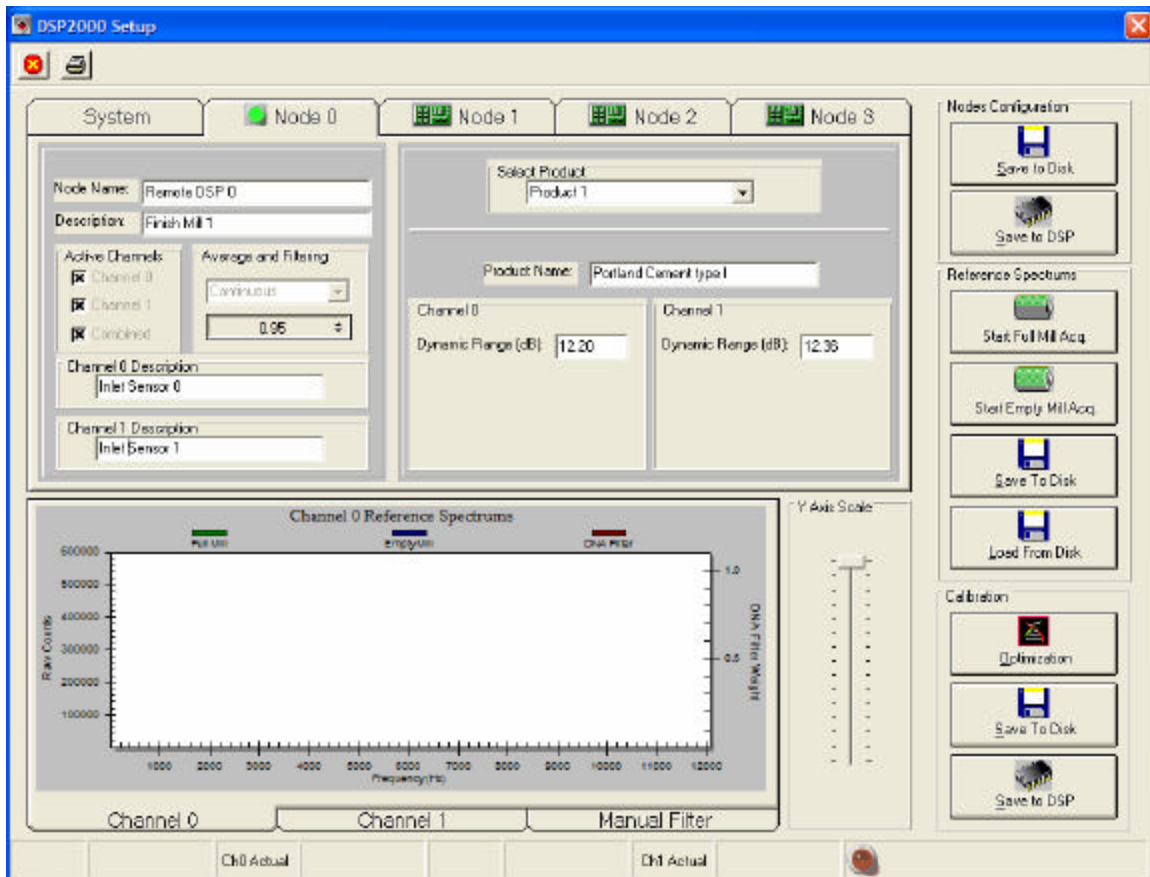 DSP2000 Setup
System
Node 0
Node 1
Node 2
Node 3
Node Name: Remote DSP 0
Description: Finish Mill 1
Active Channels
Channel 0
Channel 1
Combined
Average and Filtering
Continuous
0.95
Channel 0 Description
Inlet Sensor 0
Channel 1 Description
Inlet Sensor 1
Select Product
Product 1
Product Name: Portland Cement type I
Channel 0
Dynamic Range (dB): 12.20
Channel 1
Dynamic Range (dB): 12.36
Channel 0 Reference Spectrums
Full Mill
Empty Mill
DNA Filter
600000
500000
400000
300000
200000
100000
Raw Counts
1000 2000 3000 4000 5000 6000 7000 8000 9000 10000 11000 12000
Frequency(Hz)
1.0
0.5
DNA Filter Weight
Y Axis Scale
Channel 0
Channel 1
Manual Filter
Ch0 Actual
Ch1 Actual
Nodes Configuration
Save to Disk
Save to DSP
Reference Spectrums
Start Full Mill Acq.
Start Empty Mill Acq.
Save To Disk
Load From Disk
Calibration
Optimization
Save To Disk
Save to DSP